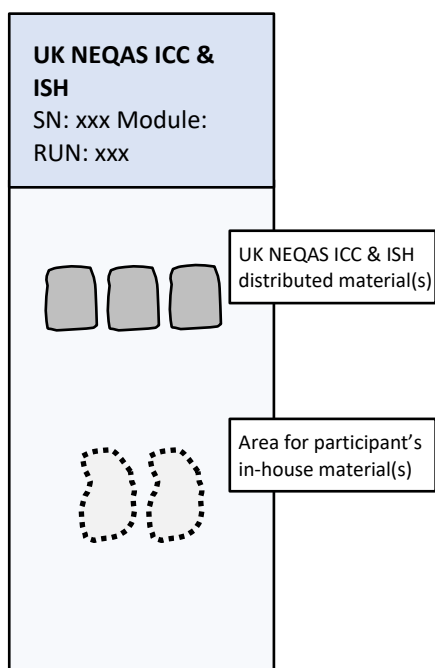 UK NEQAS ICC &
ISH
SN: xxx Module:
RUN: xxx
UK NEQAS ICC & ISH
distributed material(s)
Area for participant's
in-house material(s)